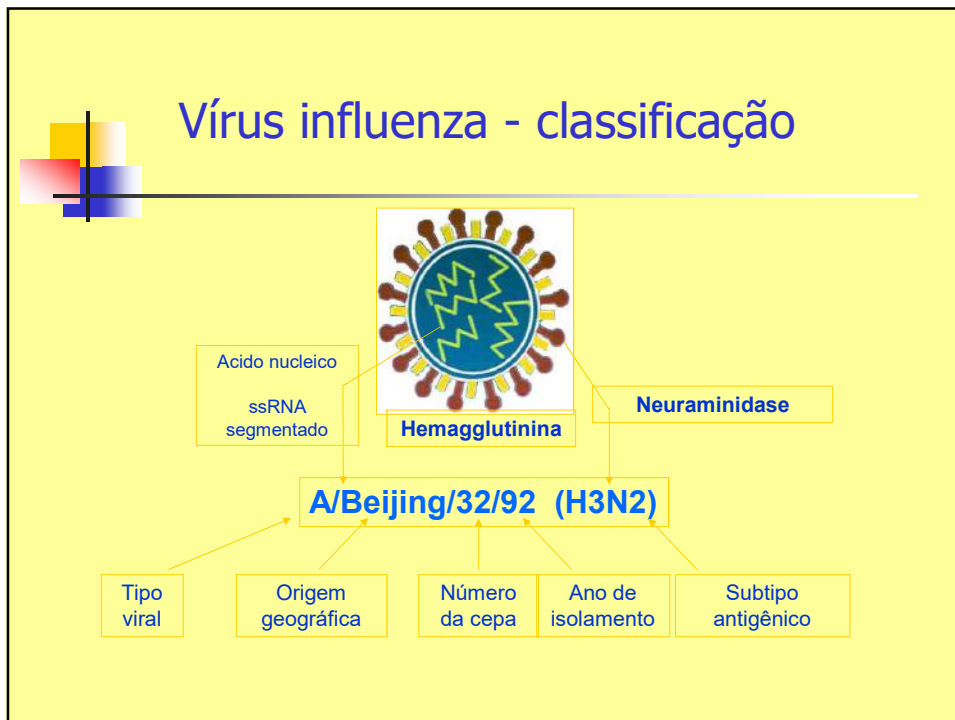 Vírus influenza - classificação
Acido nucleico
ssRNA
segmentado
Hemagglutinina
Neuraminidase
A/Beijing/32/92 (H3N2)
Tipo
viral
Origem
geográfica
Número
da cepa
Ano de
isolamento
Subtipo
antigênico